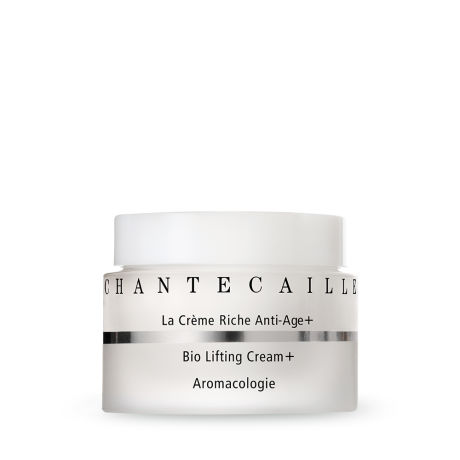 CHANTECAILLE
La Crème Riche Anti-Age+
Bio Lifting Cream+
Aromacologie